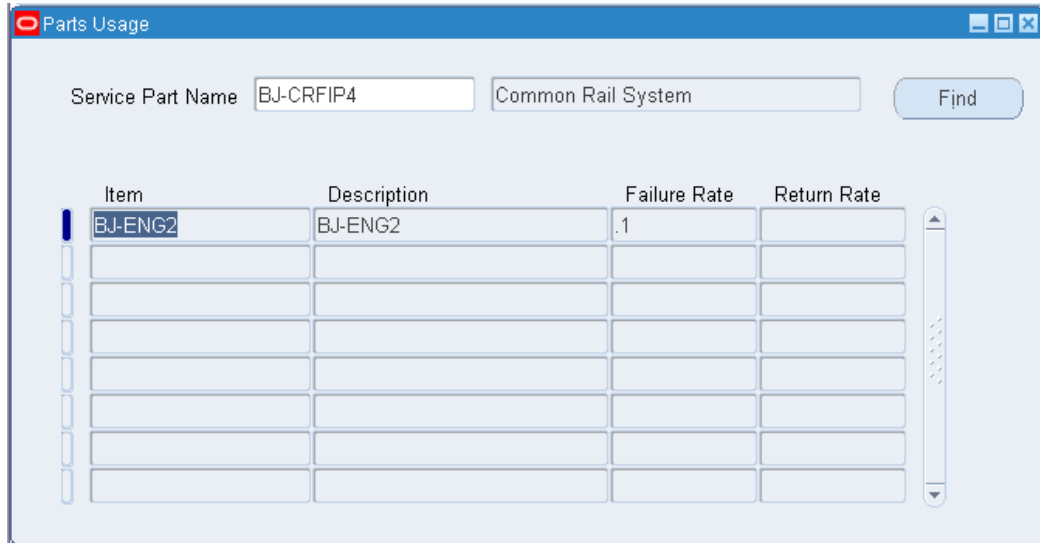 Parts Usage
Service Part Name BJ-CRFIP4 Common Rail System Find
Item Description Failure Rate Return Rate
BJ-ENG2 BJ-ENG2 .1